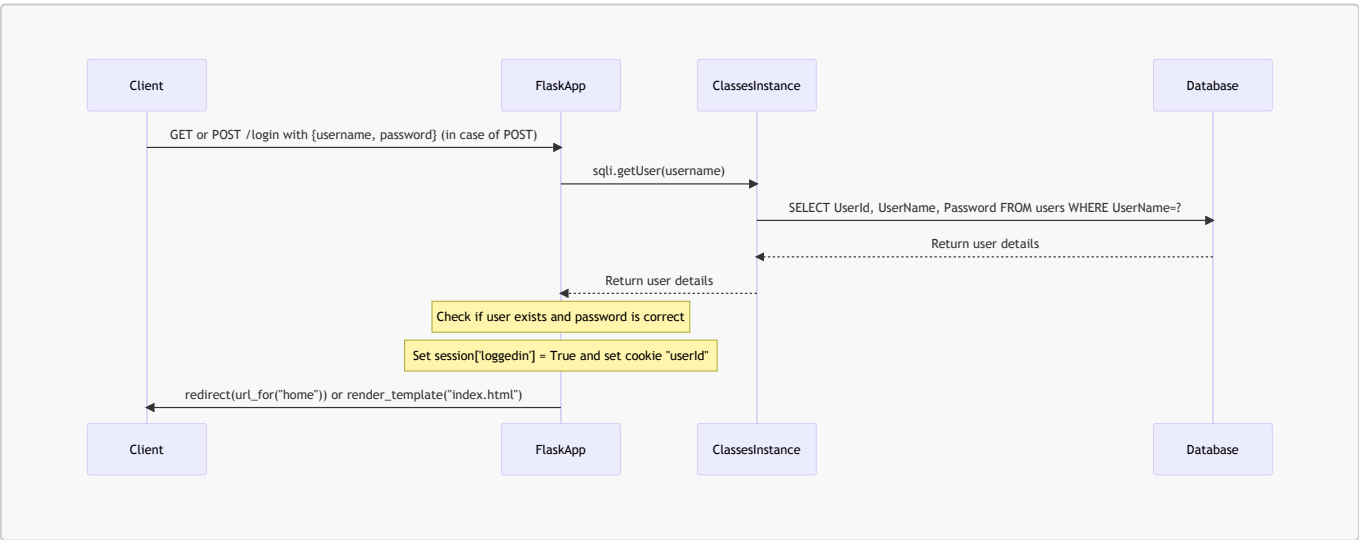 Client
FlaskApp
ClassesInstance
Database
GET or POST /login with {username, password} (in case of POST)
sqli.getUser(username)
SELECT UserId, UserName, Password FROM users WHERE UserName=?
Return user details
Return user details
Check if user exists and password is correct
Set session['loggedin'] = True and set cookie "userId"
redirect(url_for("home")) or render_template("index.html")
Client
FlaskApp
ClassesInstance
Database